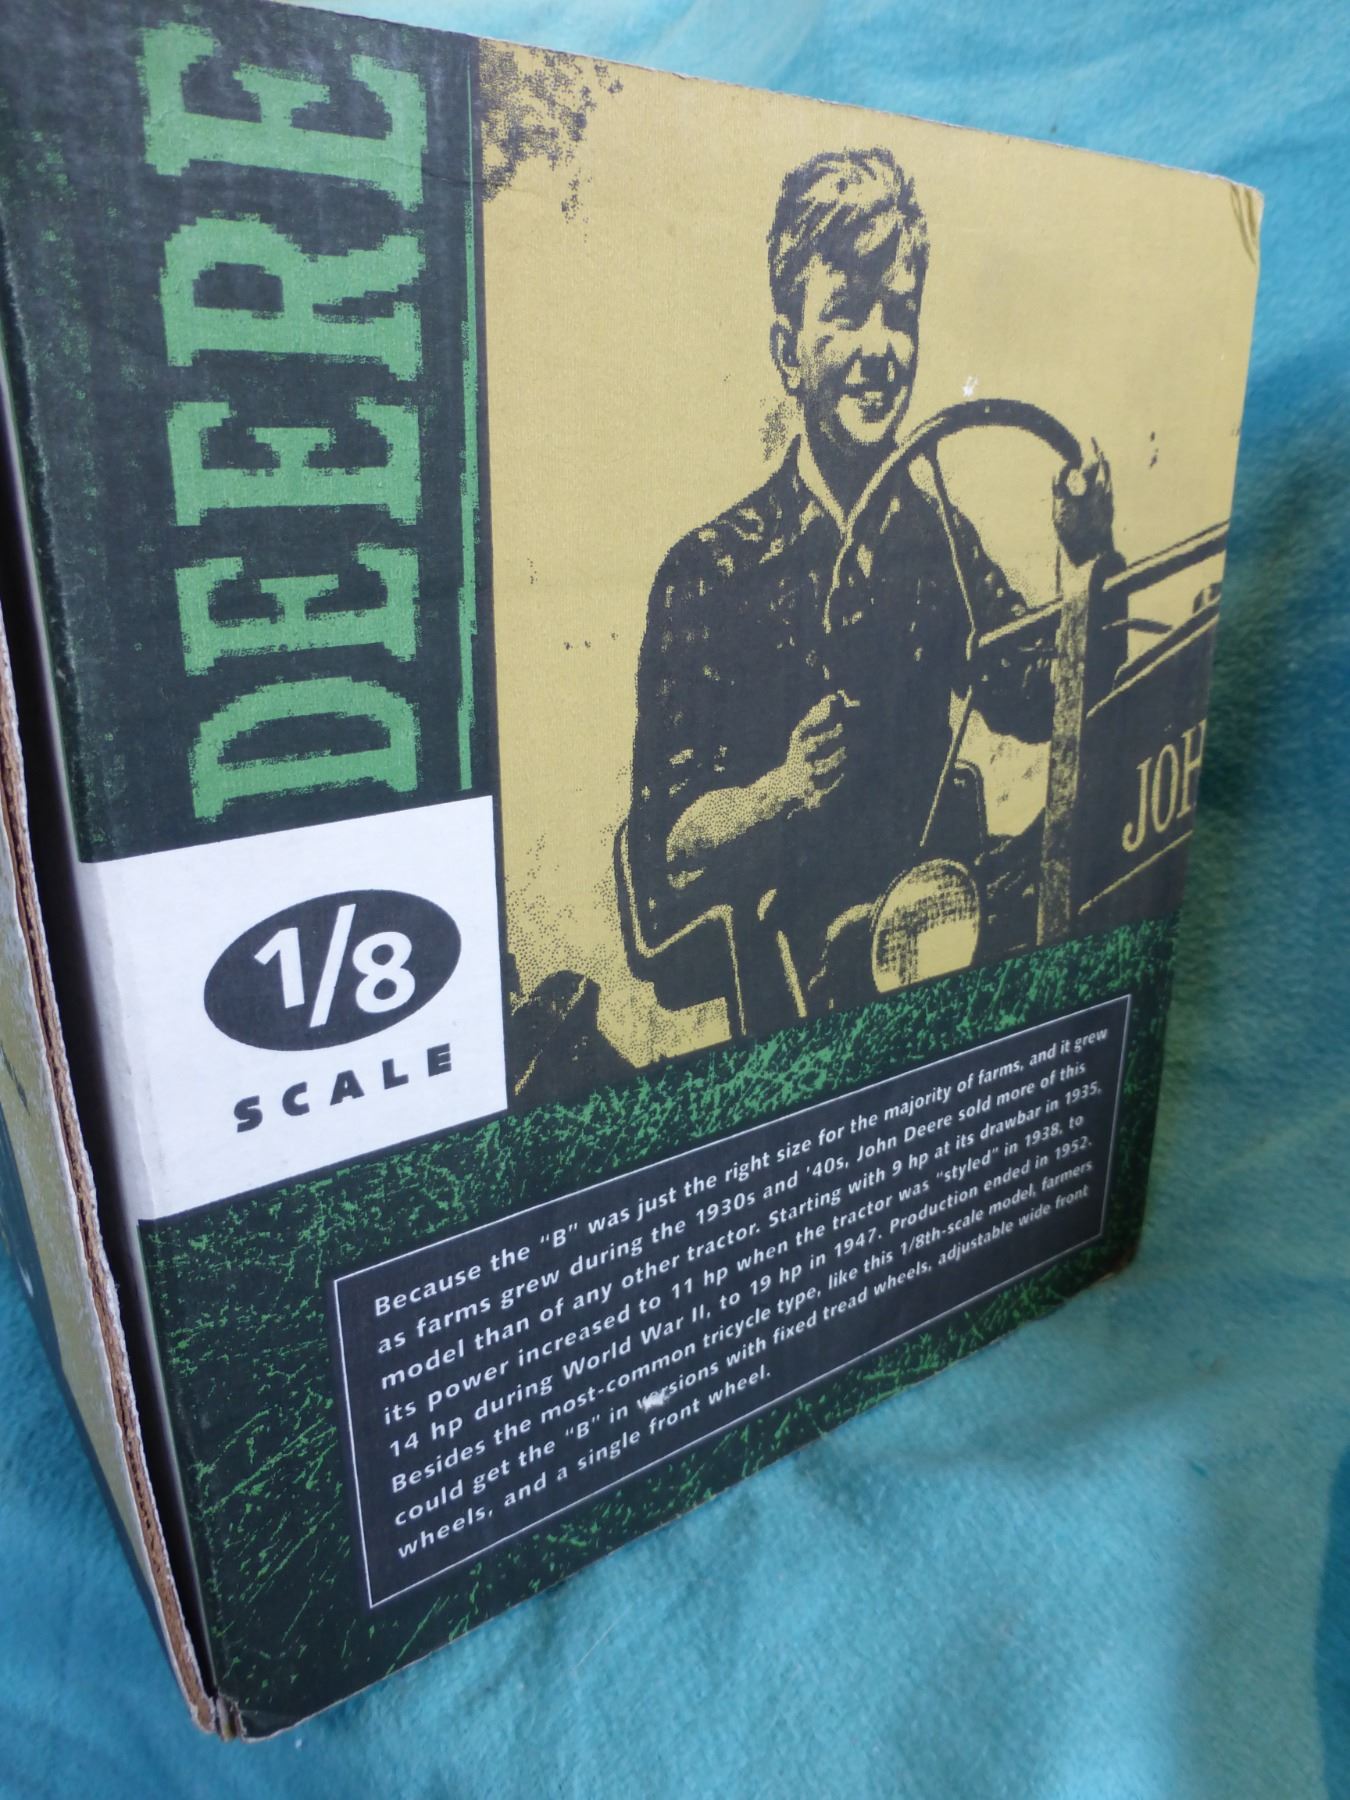 DEERE
1/8
SCALE
JOH
Because the "B" was just the right size for the majority of farms, and it grew
as farms grew during the 1930s and '40s, John Deere sold more of this
model than of any other tractor. Starting with 9 hp at its drawbar in 1935,
its power increased to 11 hp when the tractor was "styled" in 1938, to
14 hp during World War II, to 19 hp in 1947. Production ended in 1952.
Besides the most-common tricycle type, like this 1/8th-scale model, farmers
could get the "B" in versions with fixed tread wheels, adjustable wide front
wheels, and a single front wheel.